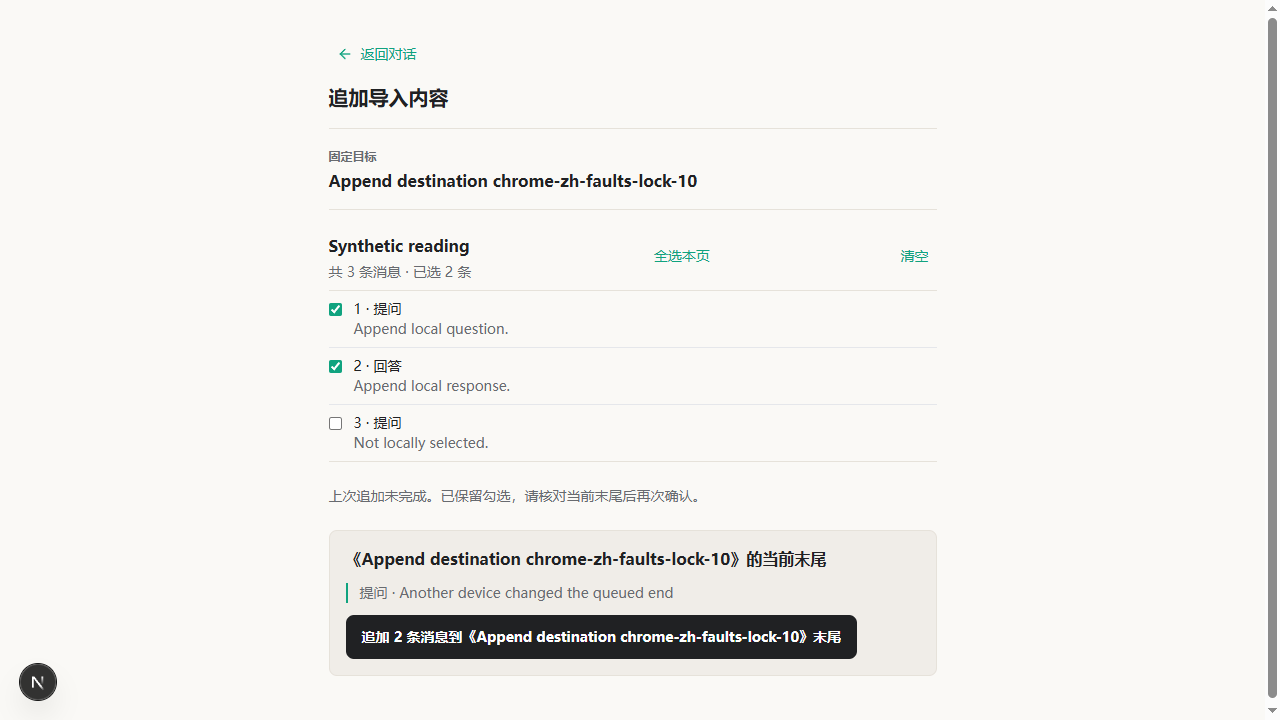 ← 返回对话
追加导入内容
固定目标
Append destination chrome-zh-faults-lock-10
Synthetic reading
全选本页
清空
共 3 条消息 · 已选 2 条
1 · 提问
Append local question.
2 · 回答
Append local response.
3 · 提问
Not locally selected.
上次追加未完成。已保留勾选，请核对当前末尾后再次确认。
《Append destination chrome-zh-faults-lock-10》的当前末尾
提问 · Another device changed the queued end
追加 2 条消息到《Append destination chrome-zh-faults-lock-10》末尾
N